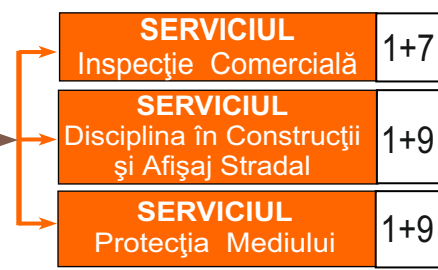 SERVICIUL
Inspecţie Comercială
1+7
SERVICIUL
Disciplina în Construcţii
şi Afişaj Stradal
1+9
SERVICIUL
Protecţia Mediului
1+9